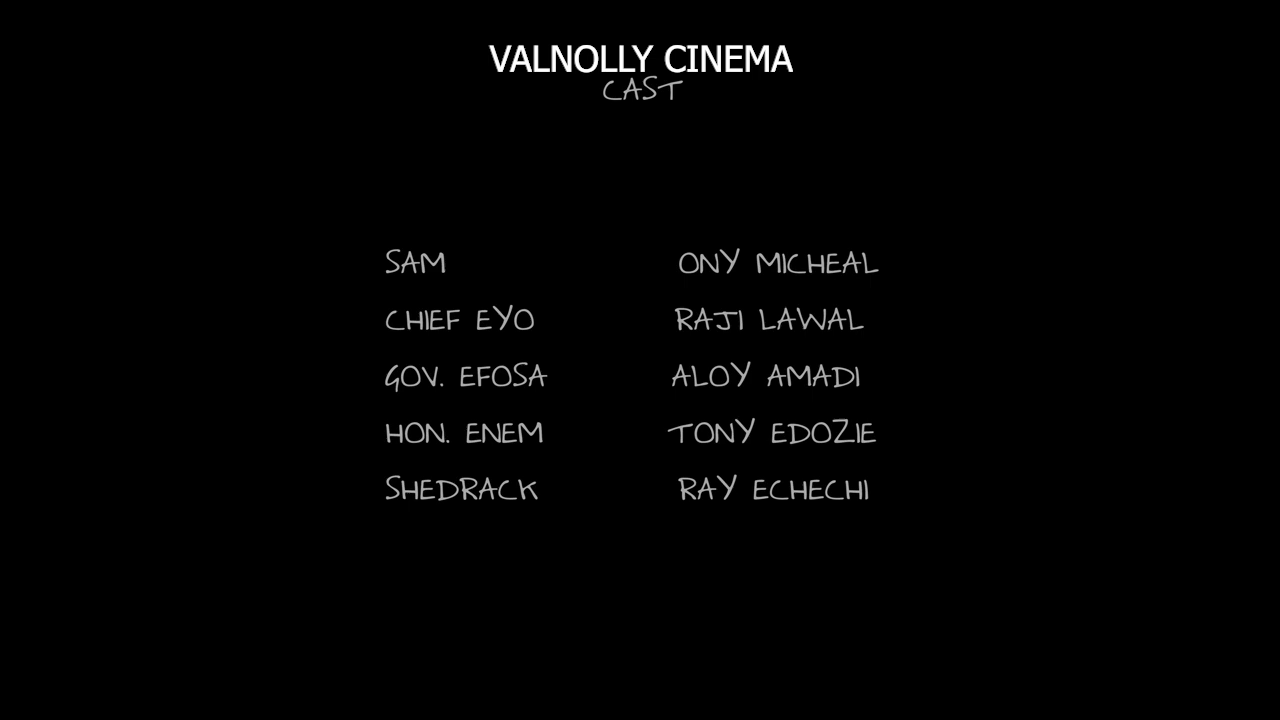 VALNOLLY CINEMA
CAST
SAM ONY MICHEAL
CHIEF EYO RAJI LAWAL
GOV. EFOSA ALOY AMADI
HON. ENEM TONY EDOZIE
SHEDRACK RAY ECHECHI